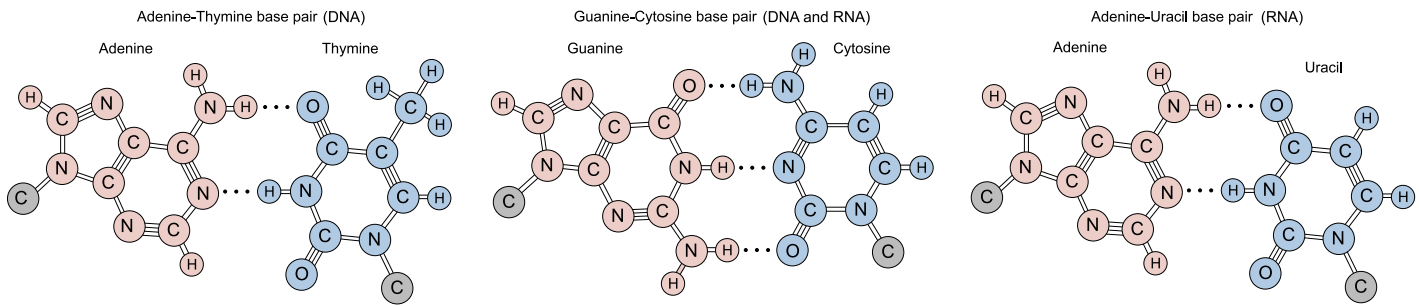 Adenine-Thymine base pair (DNA)
Adenine
Thymine
H
H
H
H
H
N
H
O
C
H
N
C
C
C
C
C
N
C
N
H
N
C
H
C
N
C
C
N
O
H
C
Guanine-Cytosine base pair (DNA and RNA)
Guanine
Cytosine
H
O
H
N
H
N
H
C
C
C
C
N
C
N
H
N
C
H
C
N
C
C
N
N
H
O
C
H
Adenine-Uracil base pair (RNA)
Adenine
Uracil
H
H
N
N
H
O
H
C
C
C
C
C
N
C
N
H
N
C
H
C
N
C
C
N
H
O
C